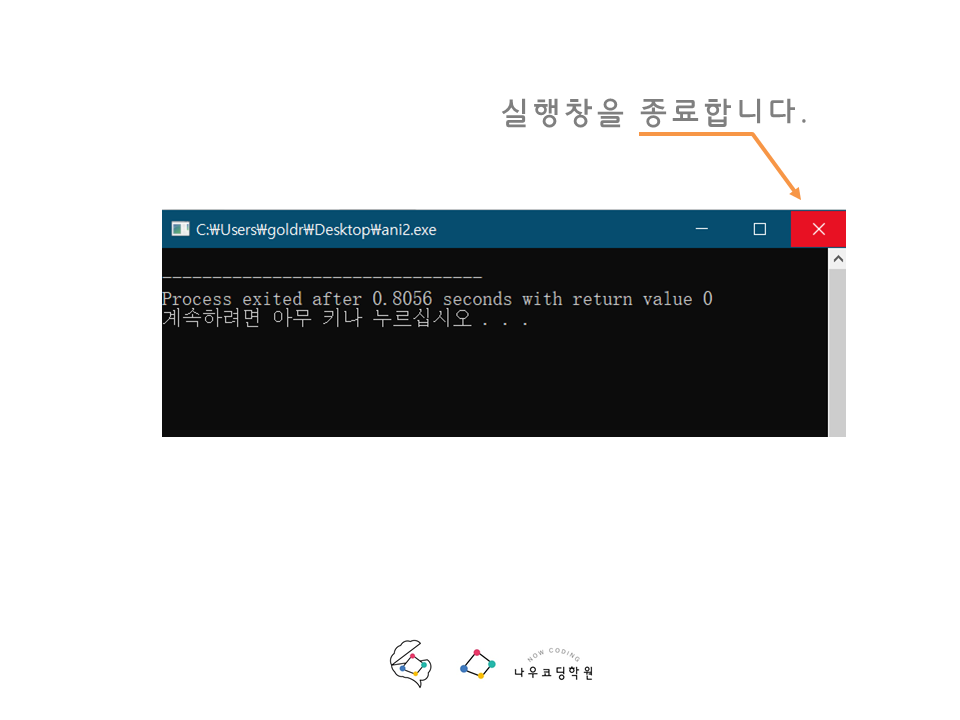 실행창을 종료합니다.
C:₩Users₩goldr₩Desktop₩ani2.exe
--------------------------------
Process exited after 0.8056 seconds with return value 0
계속하려면 아무 키나 누르십시오 . . .
NOW CODING
나우코딩학원